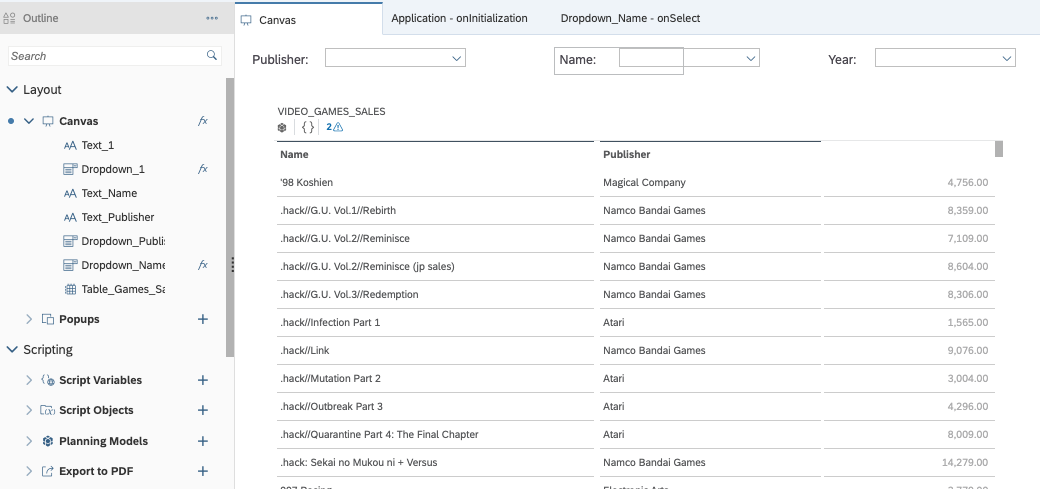 Outline
Search
Layout
Canvas
Text_1
Dropdown_1
Text_Name
Text_Publisher
Dropdown_Publi
Dropdown_Name
Table_Games_Sa
Popups
Scripting
Script Variables
Script Objects
Planning Models
Export to PDF
Canvas Application - onInitialization Dropdown_Name - onSelect
Publisher: Name: Year:
VIDEO_GAMES_SALES
{} 2
Name Publisher
'98 Koshien Magical Company 4,756.00
.hack//G.U. Vol.1//Rebirth Namco Bandai Games 8,359.00
.hack//G.U. Vol.2//Reminisce Namco Bandai Games 7,109.00
.hack//G.U. Vol.2//Reminisce (jp sales) Namco Bandai Games 8,604.00
.hack//G.U. Vol.3//Redemption Namco Bandai Games 8,306.00
.hack//Infection Part 1 Atari 1,565.00
.hack//Link Namco Bandai Games 9,076.00
.hack//Mutation Part 2 Atari 3,004.00
.hack//Outbreak Part 3 Atari 4,296.00
.hack//Quarantine Part 4: The Final Chapter Atari 8,009.00
.hack: Sekai no Mukou ni + Versus Namco Bandai Games 14,279.00